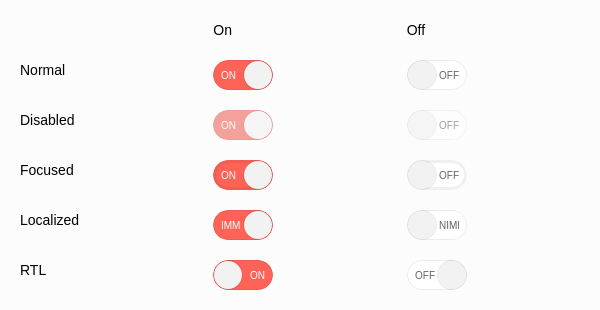 On Off
Normal ON OFF
Disabled ON OFF
Focused ON OFF
Localized IMM NIMI
RTL ON OFF